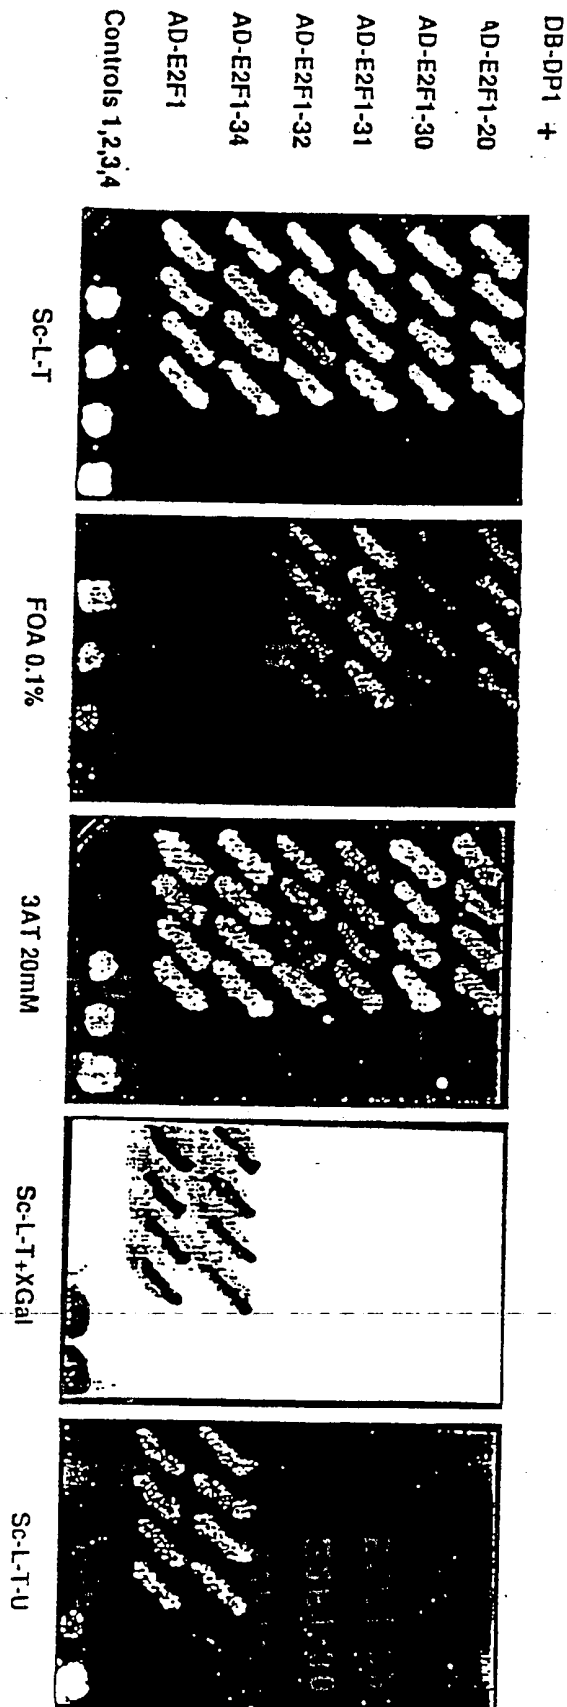 DB-DP1 +
AD-E2F1-20
AD-E2F1-30
AD-E2F1-31
AD-E2F1-32
AD-E2F1-34
AD-E2F1
Controls 1,2,3,4
Sc-L-T
FOA 0.1%
3AT 20mM
Sc-L-T+XGal
Sc-L-T-U